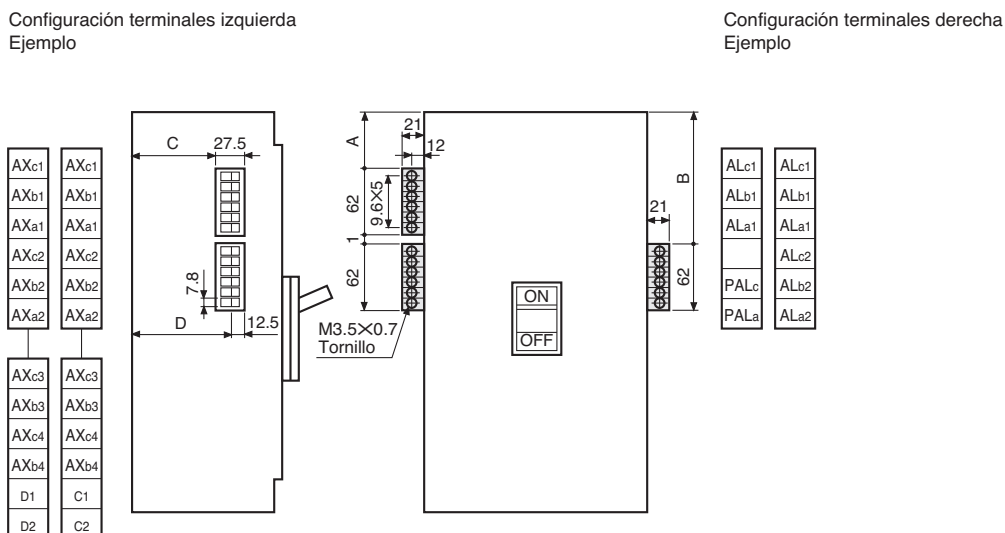 Configuración terminales izquierda
Ejemplo
Configuración terminales derecha
Ejemplo
AXc1
AXb1
AXa1
AXc2
AXb2
AXa2
AXc3
AXb3
AXc4
AXb4
D1
D2
AXc1
AXb1
AXa1
AXc2
AXb2
AXa2
AXc3
AXb3
AXc4
AXb4
C1
C2
C
27.5
7.8
D
12.5
A
21
12
62
9.6×5
1
62
M3.5×0.7
Tornillo
ON
OFF
B
21
62
ALc1
ALb1
ALa1
PALc
PALa
ALc1
ALb1
ALa1
ALc2
ALb2
ALa2